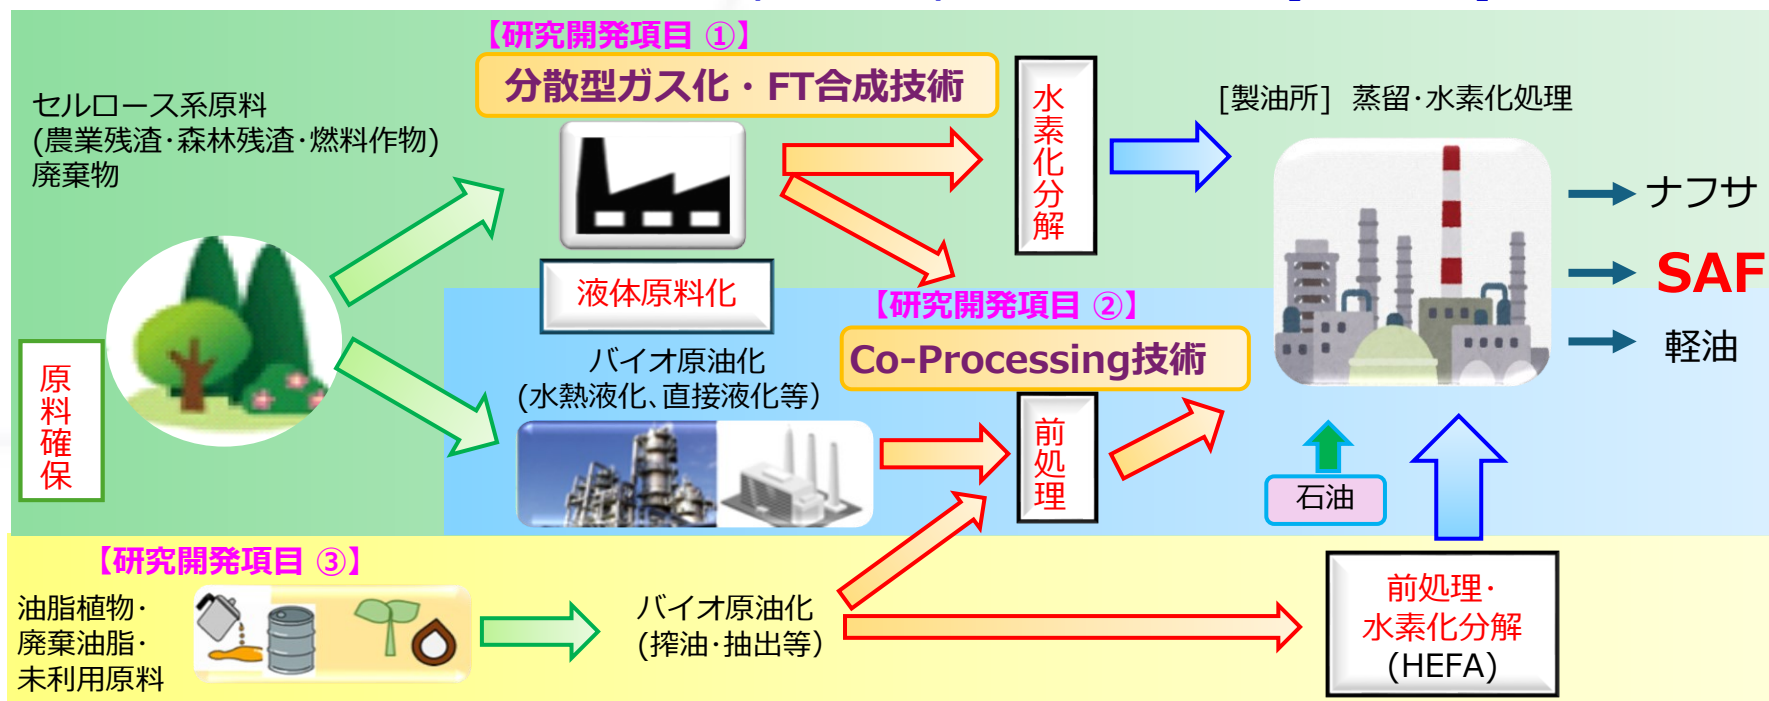 【研究開発項目 ①】
分散型ガス化・FT合成技術
セルロース系原料
(農業残渣･森林残渣･燃料作物)
廃棄物
水素化分解
[製油所] 蒸留･水素化処理
ナフサ
SAF
軽油
液体原料化
【研究開発項目 ②】
Co-Processing技術
原料確保
バイオ原油化
(水熱液化､直接液化等)
前処理
石油
【研究開発項目 ③】
油脂植物･
廃棄油脂･
未利用原料
バイオ原油化
(搾油･抽出等)
前処理･
水素化分解
(HEFA)